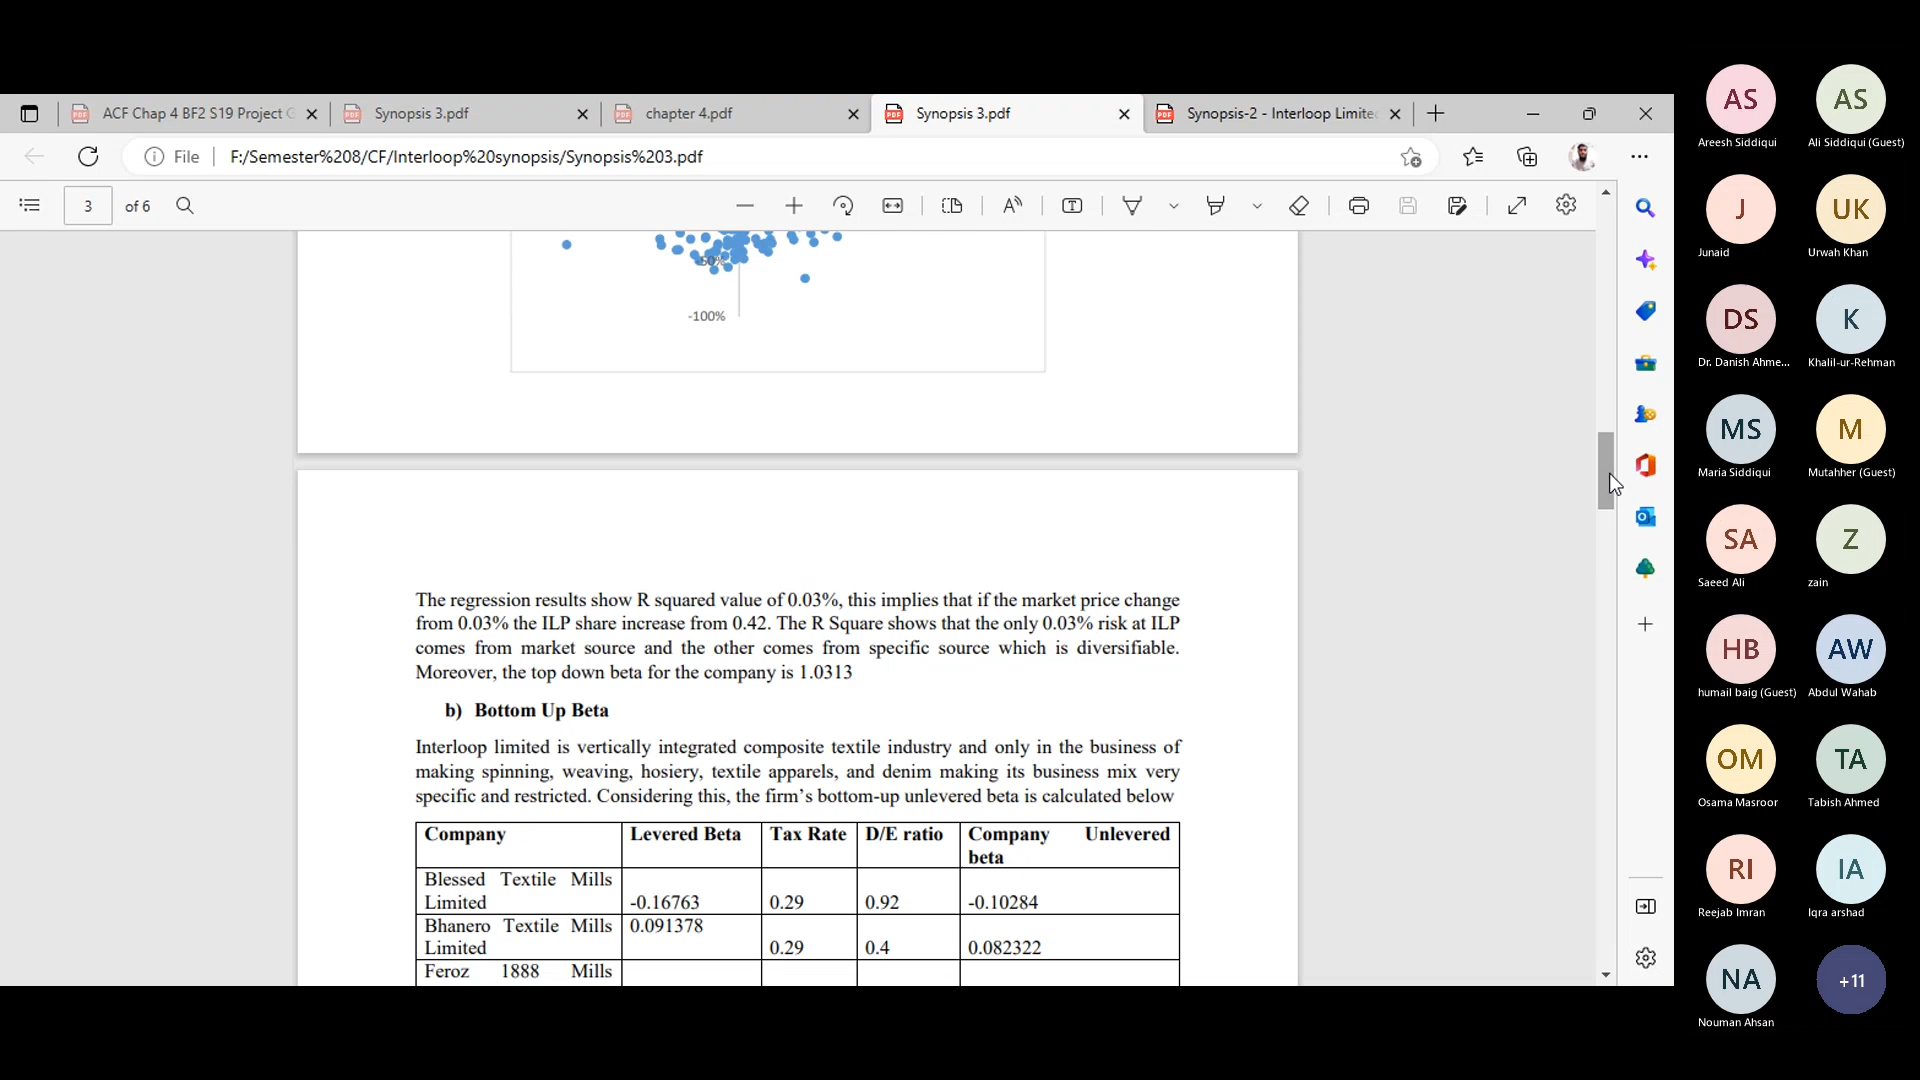 ACF Chap 4 BF2 S19 Project G
Synopsis 3.pdf
chapter 4.pdf
Synopsis 3.pdf
Synopsis-2 - Interloop Limite
File
F:/Semester%208/CF/Interloop%20synopsis/Synopsis%203.pdf
3 of 6
-50%
-100%
The regression results show R squared value of 0.03%, this implies that if the market price change
from 0.03% the ILP share increase from 0.42. The R Square shows that the only 0.03% risk at ILP
comes from market source and the other comes from specific source which is diversifiable.
Moreover, the top down beta for the company is 1.0313
b) Bottom Up Beta
Interloop limited is vertically integrated composite textile industry and only in the business of
making spinning, weaving, hosiery, textile apparels, and denim making its business mix very
specific and restricted. Considering this, the firm's bottom-up unlevered beta is calculated below
Company Levered Beta Tax Rate D/E ratio Company Unlevered
beta
Blessed Textile Mills
Limited -0.16763 0.29 0.92 -0.10284
Bhanero Textile Mills 0.091378
Limited 0.29 0.4 0.082322
Feroz 1888 Mills
AS AS
Areesh Siddiqui Ali Siddiqui (Guest)
J UK
Junaid Urwah Khan
DS K
Dr. Danish Ahme... Khalil-ur-Rehman
MS M
Maria Siddiqui Mutahher (Guest)
SA Z
Saeed Ali zain
HB AW
humail baig (Guest) Abdul Wahab
OM TA
Osama Masroor Tabish Ahmed
RI IA
Reejab Imran Iqra arshad
NA +11
Nouman Ahsan